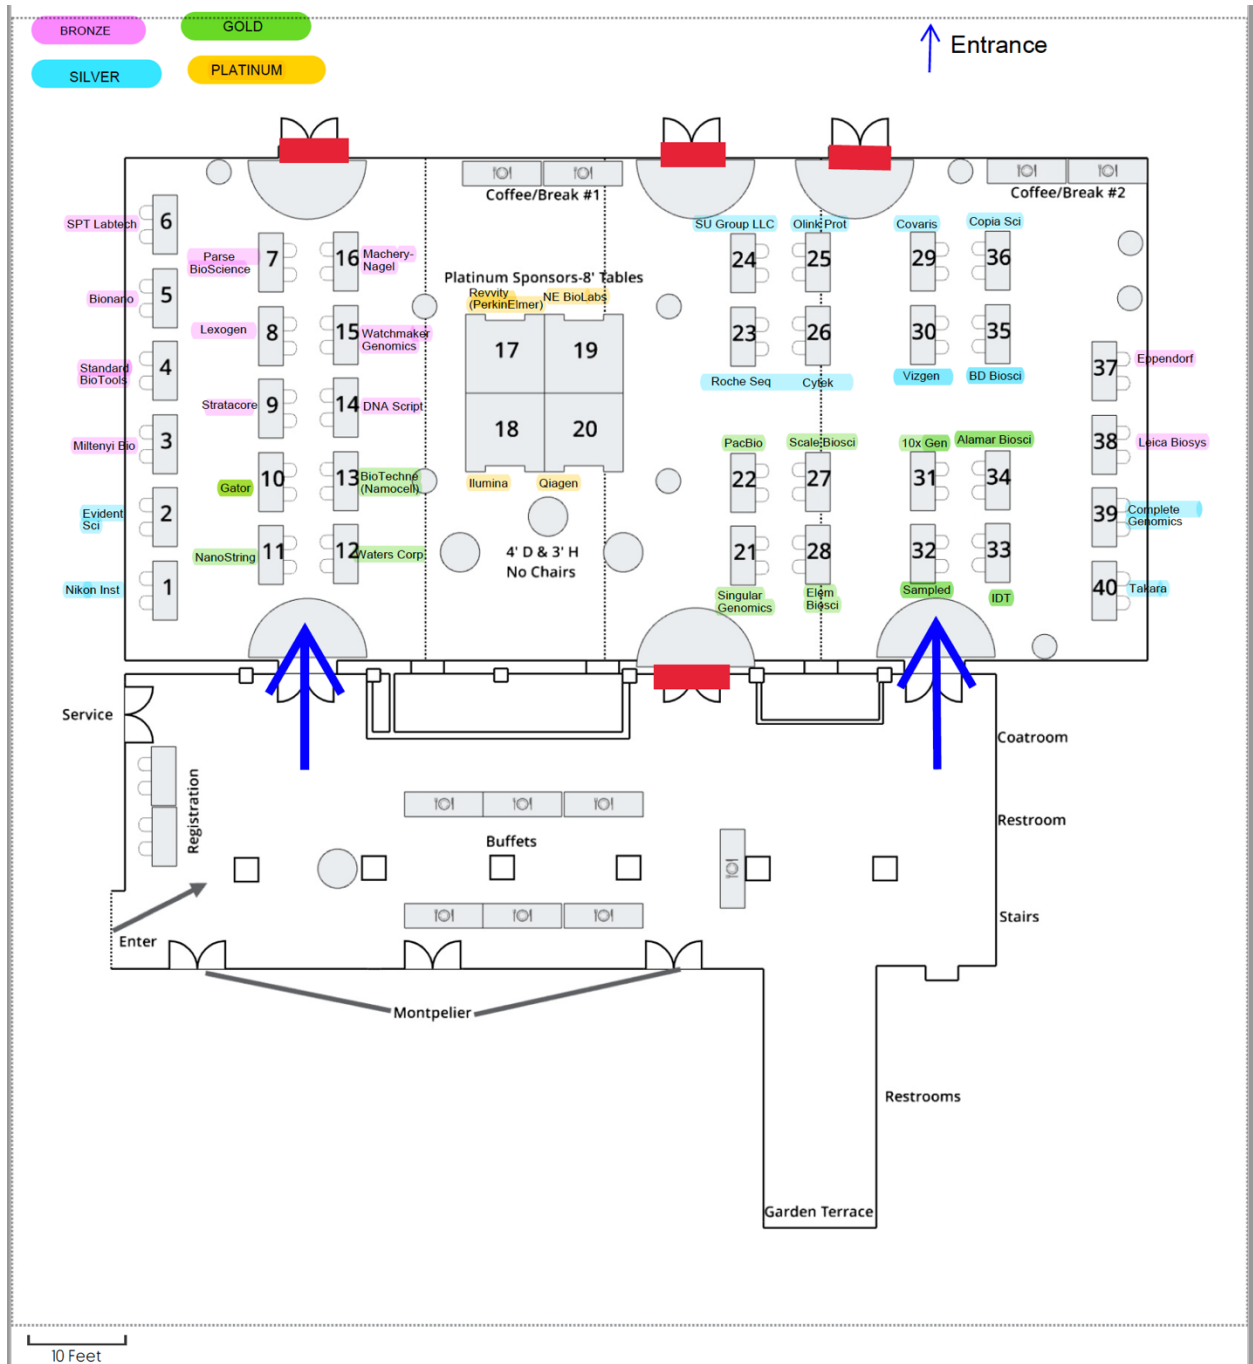 BRONZE
GOLD
SILVER
PLATINUM
Entrance
Coffee/Break #1
Coffee/Break #2
SPT Labtech
6
Parse
BioScience
7
16
Machery-
Nagel
Bionano
5
Lexogen
8
15
Watchmaker
Genomics
Standard
BioTools
4
Stratacore
9
14
DNA Script
Miltenyi Bio
3
Gator
10
13
BioTechne
(Namocell)
Evident
Sci
2
NanoString
11
12
Waters Corp
Nikon Inst
1
Platinum Sponsors-8' Tables
Revvity
(PerkinElmer)
NE BioLabs
17
19
18
20
Ilumina
Qiagen
4' D & 3' H
No Chairs
SU Group LLC
Olink Prot
Covaris
Copia Sci
24
25
29
36
23
26
30
35
Roche Seq
Cytek
Vizgen
BD Biosci
PacBio
Scale Biosci
10x Gen
Alamar Biosci
22
27
31
34
21
28
32
33
Singular
Genomics
Elem
Biosci
Sampled
IDT
37
Eppendorf
38
Leica Biosys
39
Complete
Genomics
40
Takara
Service
Registration
Buffets
Coatroom
Restroom
Stairs
Enter
Montpelier
Restrooms
Garden Terrace
10 Feet